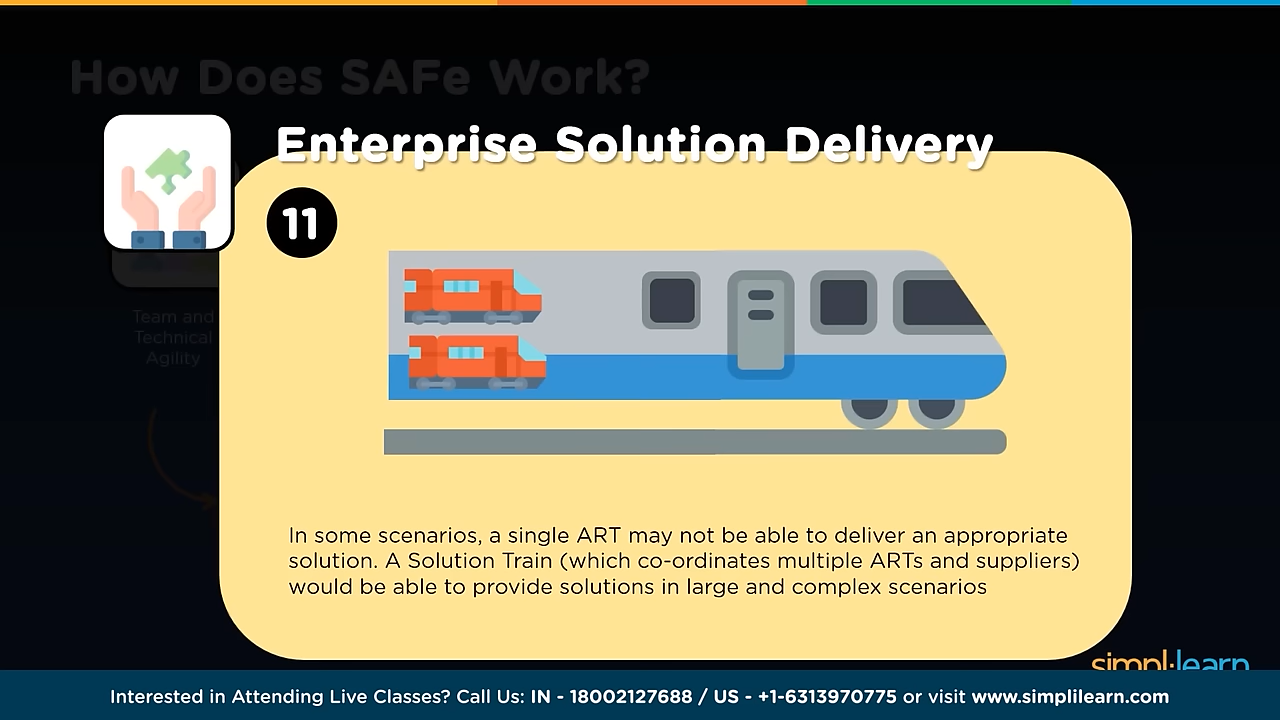 How Does SAFe Work?
Enterprise Solution Delivery
11
Team and
Technical
Agility
In some scenarios, a single ART may not be able to deliver an appropriate
solution. A Solution Train (which co-ordinates multiple ARTs and suppliers)
would be able to provide solutions in large and complex scenarios
simplilearn
Interested in Attending Live Classes? Call Us: IN - 18002127688 / US - +1-6313970775 or visit www.simplilearn.com